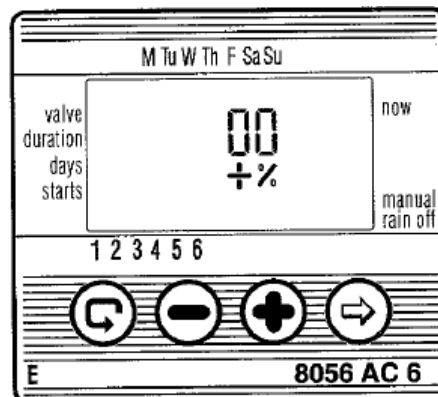 M Tu W Th F Sa Su
valve
duration
days
starts
00
+%
now
manual
rain off
1 2 3 4 5 6
E
8056 AC 6